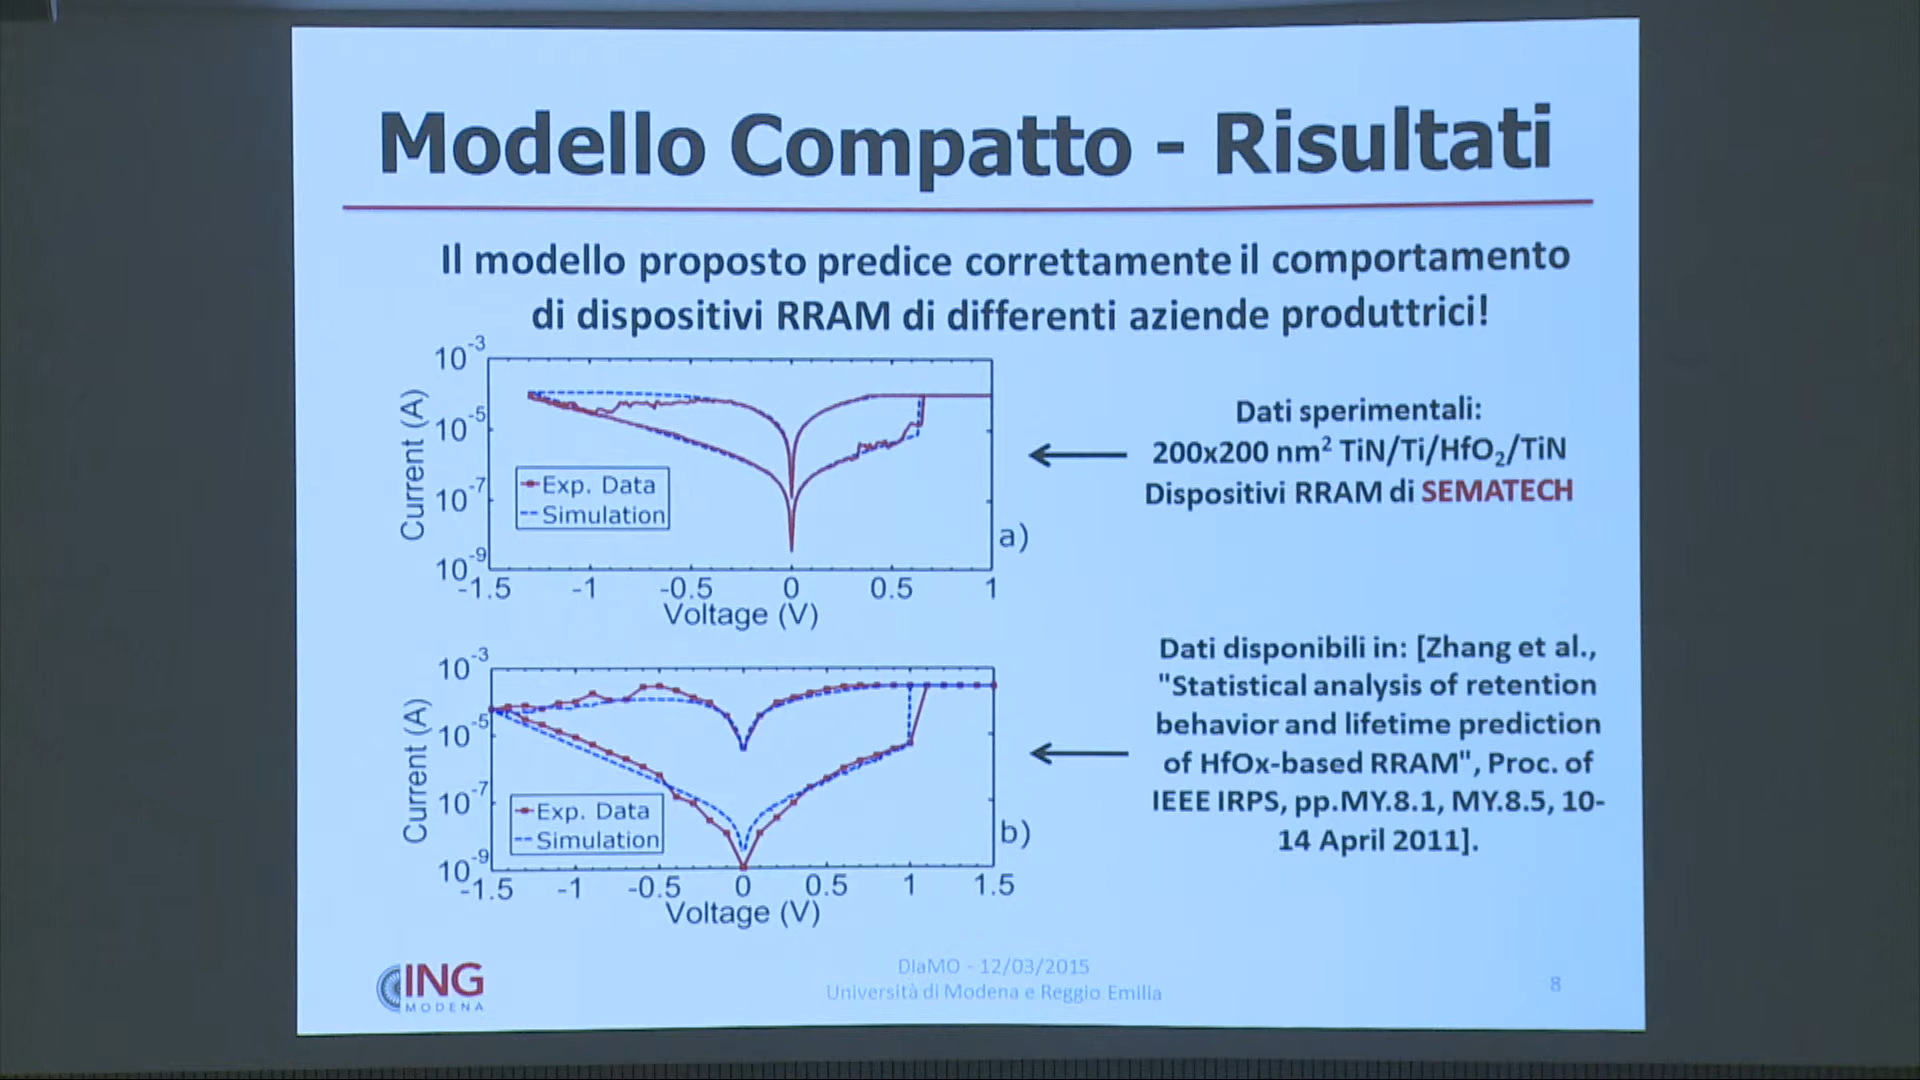 Modello Compatto - Risultati
Il modello proposto predice correttamente il comportamento
di dispositivi RRAM di differenti aziende produttrici!
10-3
10-5
10-7
10-9
Current (A)
Exp. Data
Simulation
a)
-1.5 -1 -0.5 0 0.5 1
Voltage (V)
Dati sperimentali:
200x200 nm² TiN/Ti/HfO₂/TiN
Dispositivi RRAM di SEMATECH
10-3
10-5
10-7
10-9
Current (A)
Exp. Data
Simulation
b)
-1.5 -1 -0.5 0 0.5 1 1.5
Voltage (V)
Dati disponibili in: [Zhang et al.,
"Statistical analysis of retention
behavior and lifetime prediction
of HfOx-based RRAM", Proc. of
IEEE IRPS, pp.MY.8.1, MY.8.5, 10-
14 April 2011].
ING
MODENA
DIaMO - 12/03/2015
Università di Modena e Reggio Emilia
8